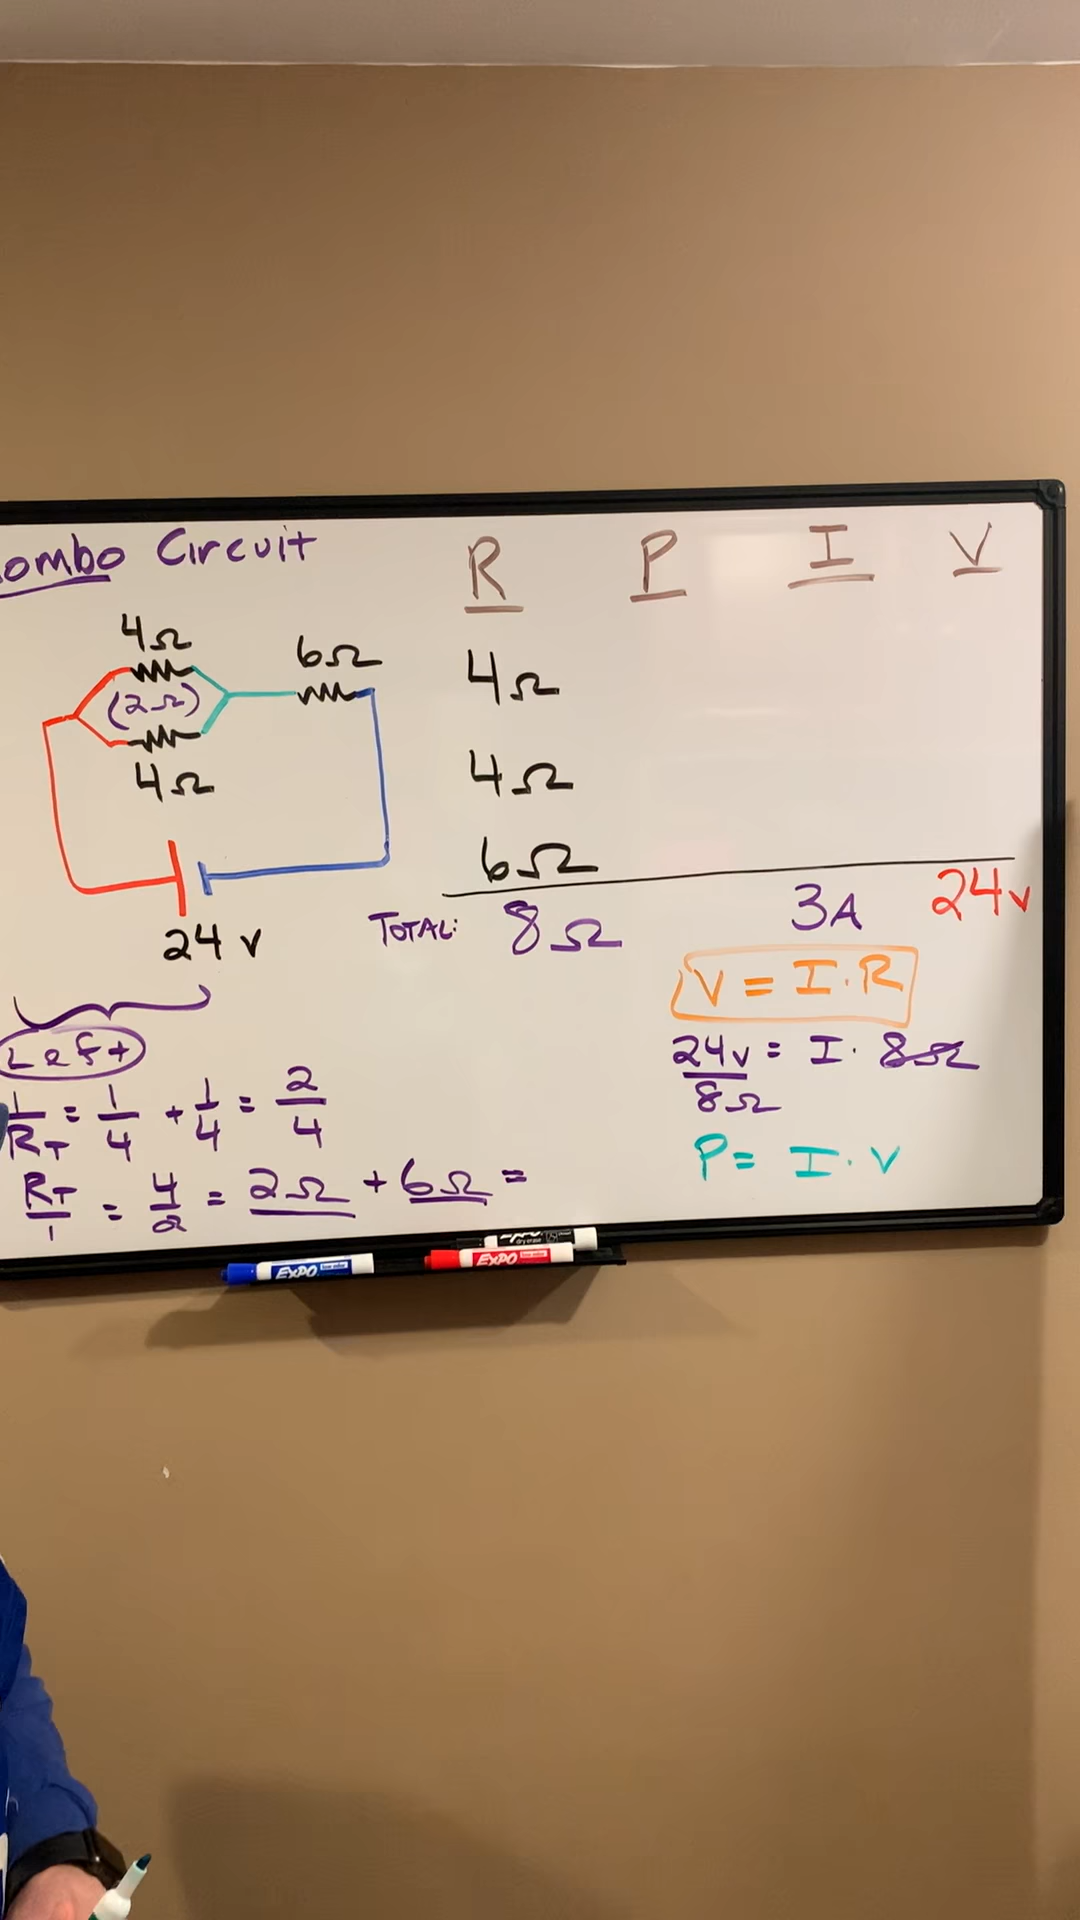 ombo Circuit
4Ω
(2Ω)
4Ω
6Ω
24 V
R P I V
4Ω
4Ω
6Ω
TOTAL: 8Ω 3A 24V
V = I.R
24V = I. 8Ω
8Ω
P = I.V
Left
1/RT = 1/4 + 1/4 = 2/4
RT/1 = 4/2 = 2Ω + 6Ω =
EXPO
EXPO